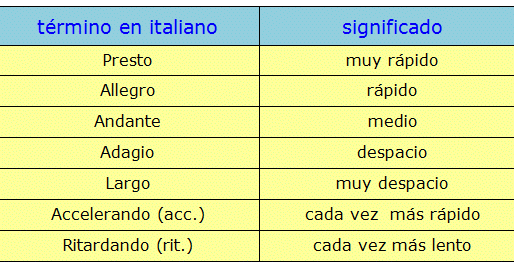 término en italiano significado
Presto muy rápido
Allegro rápido
Andante medio
Adagio despacio
Largo muy despacio
Accelerando (acc.) cada vez más rápido
Ritardando (rit.) cada vez más lento